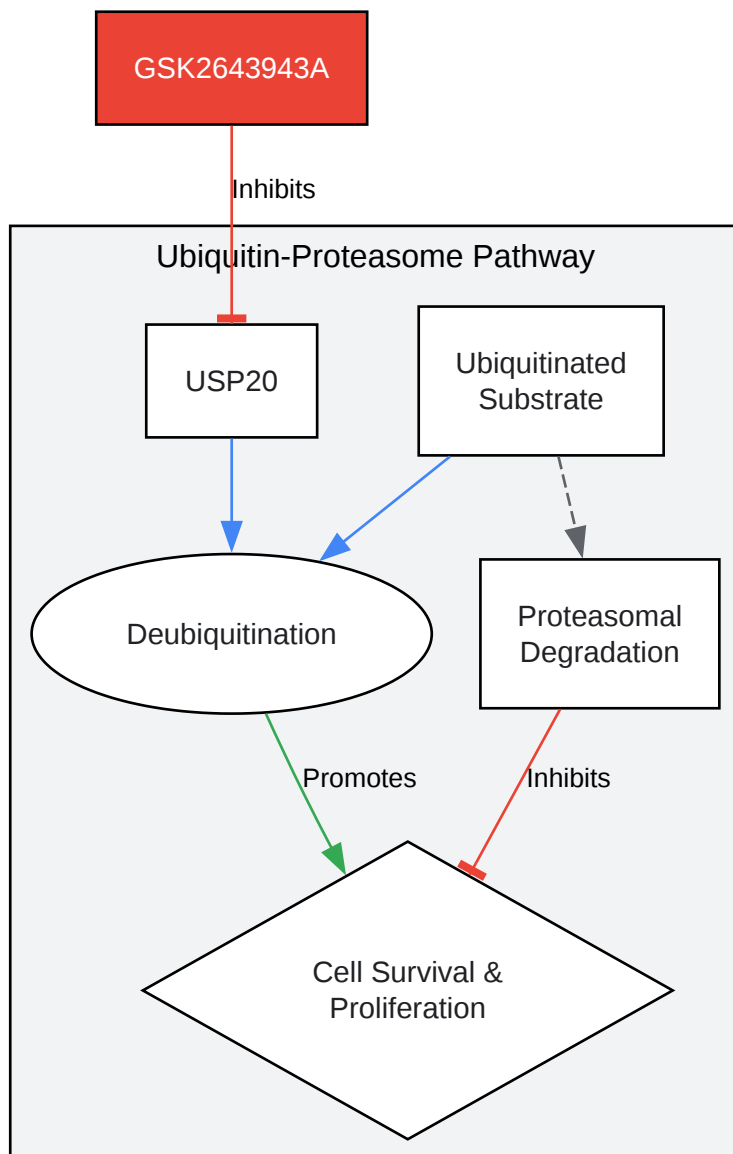 GSK2643943A
Inhibits
Ubiquitin-Proteasome Pathway
USP20
Ubiquitinated
Substrate
Deubiquitination
Proteasomal
Degradation
Promotes
Inhibits
Cell Survival &
Proliferation